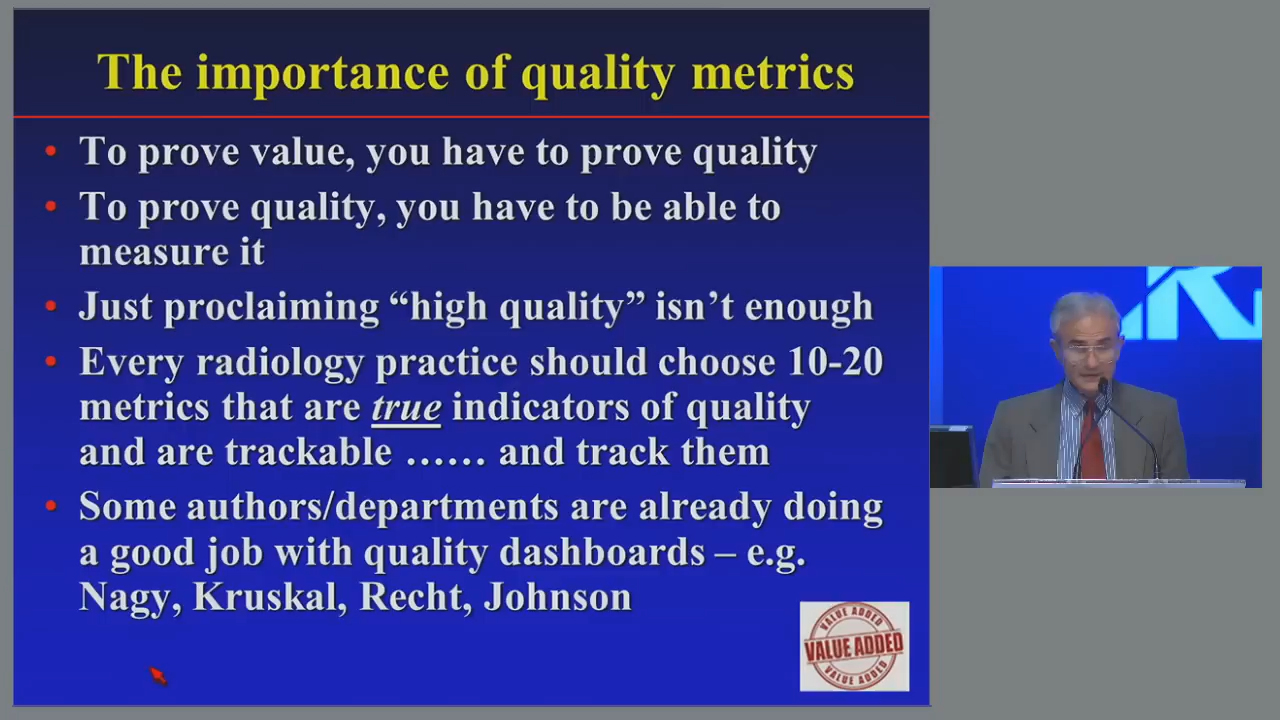 The importance of quality metrics
• To prove value, you have to prove quality
• To prove quality, you have to be able to
measure it
• Just proclaiming “high quality” isn’t enough
• Every radiology practice should choose 10-20
metrics that are true indicators of quality
and are trackable …… and track them
• Some authors/departments are already doing
a good job with quality dashboards – e.g.
Nagy, Kruskal, Recht, Johnson
VALUE ADDED
VALUE ADDED
VALUE ADDED